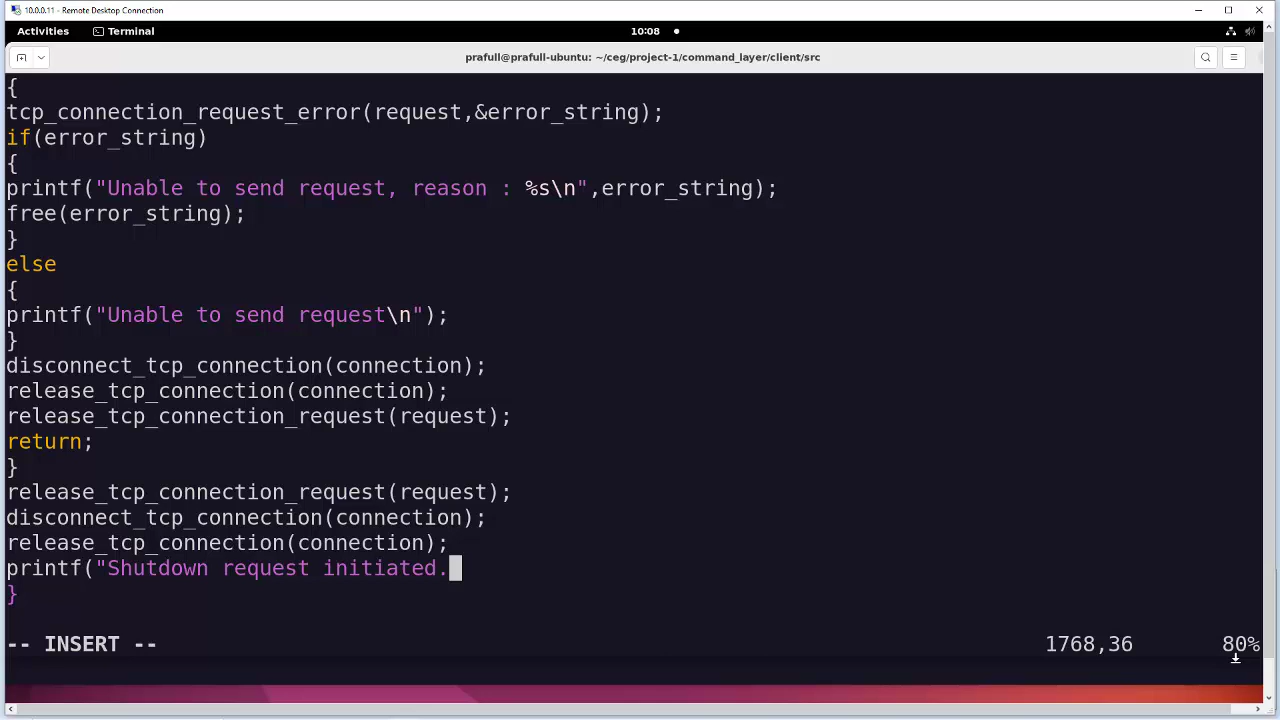 10.0.0.11 - Remote Desktop Connection
Activities Terminal 10:08
prafull@prafull-ubuntu: ~/ceg/project-1/command_layer/client/src
{
tcp_connection_request_error(request,&error_string);
if(error_string)
{
printf("Unable to send request, reason : %s\n",error_string);
free(error_string);
}
else
{
printf("Unable to send request\n");
}
disconnect_tcp_connection(connection);
release_tcp_connection(connection);
release_tcp_connection_request(request);
return;
}
release_tcp_connection_request(request);
disconnect_tcp_connection(connection);
release_tcp_connection(connection);
printf("Shutdown request initiated.
}
-- INSERT -- 1768,36 80%